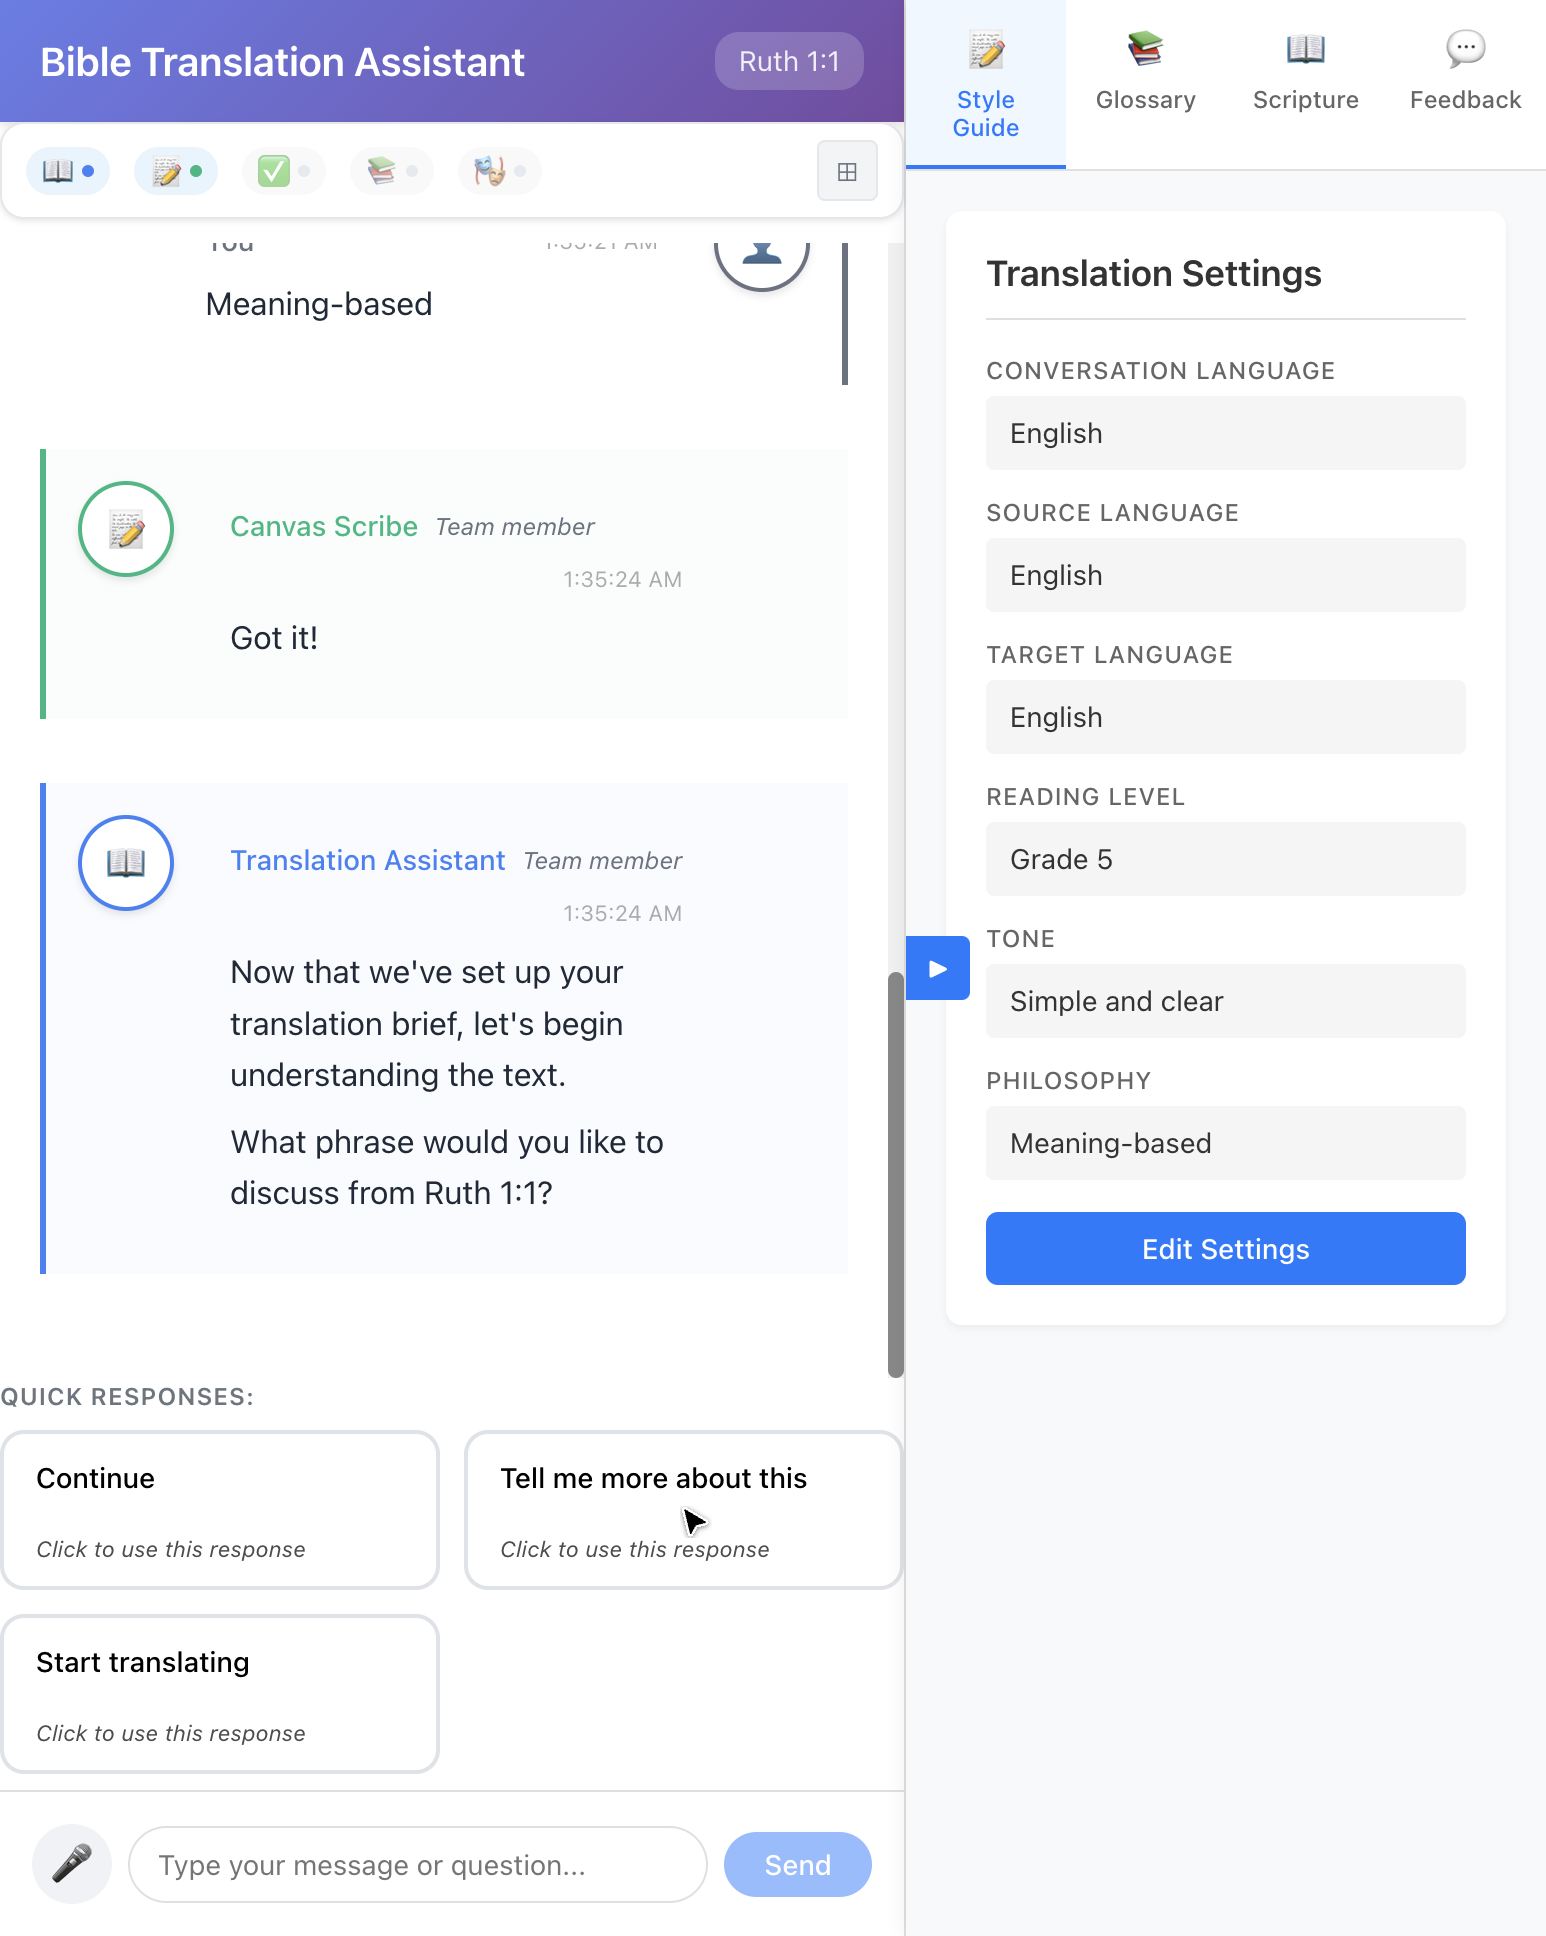 Bible Translation Assistant
Ruth 1:1
You
1:35:21 AM
Meaning-based
Canvas Scribe Team member
1:35:24 AM
Got it!
Translation Assistant Team member
1:35:24 AM
Now that we've set up your
translation brief, let's begin
understanding the text.
What phrase would you like to
discuss from Ruth 1:1?
QUICK RESPONSES:
Continue
Click to use this response
Tell me more about this
Click to use this response
Start translating
Click to use this response
Type your message or question...
Send
Style
Guide
Glossary
Scripture
Feedback
Translation Settings
CONVERSATION LANGUAGE
English
SOURCE LANGUAGE
English
TARGET LANGUAGE
English
READING LEVEL
Grade 5
TONE
Simple and clear
PHILOSOPHY
Meaning-based
Edit Settings